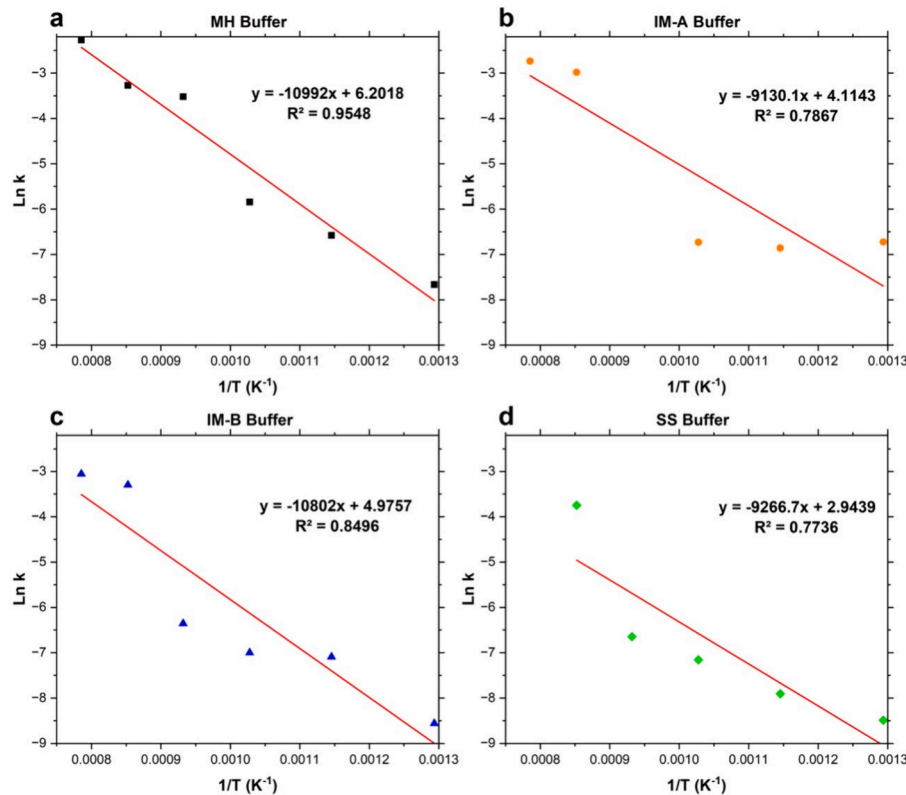 a
MH Buffer
y = -10992x + 6.2018
R² = 0.9548
Ln k
−3
−4
−5
−6
−7
−8
−9
0.0008 0.0009 0.0010 0.0011 0.0012 0.0013
1/T (K⁻¹)
b
IM-A Buffer
y = -9130.1x + 4.1143
R² = 0.7867
Ln k
−3
−4
−5
−6
−7
−8
−9
0.0008 0.0009 0.0010 0.0011 0.0012 0.0013
1/T (K⁻¹)
c
IM-B Buffer
y = -10802x + 4.9757
R² = 0.8496
Ln k
−3
−4
−5
−6
−7
−8
−9
0.0008 0.0009 0.0010 0.0011 0.0012 0.0013
1/T (K⁻¹)
d
SS Buffer
y = -9266.7x + 2.9439
R² = 0.7736
Ln k
−3
−4
−5
−6
−7
−8
−9
0.0008 0.0009 0.0010 0.0011 0.0012 0.0013
1/T (K⁻¹)